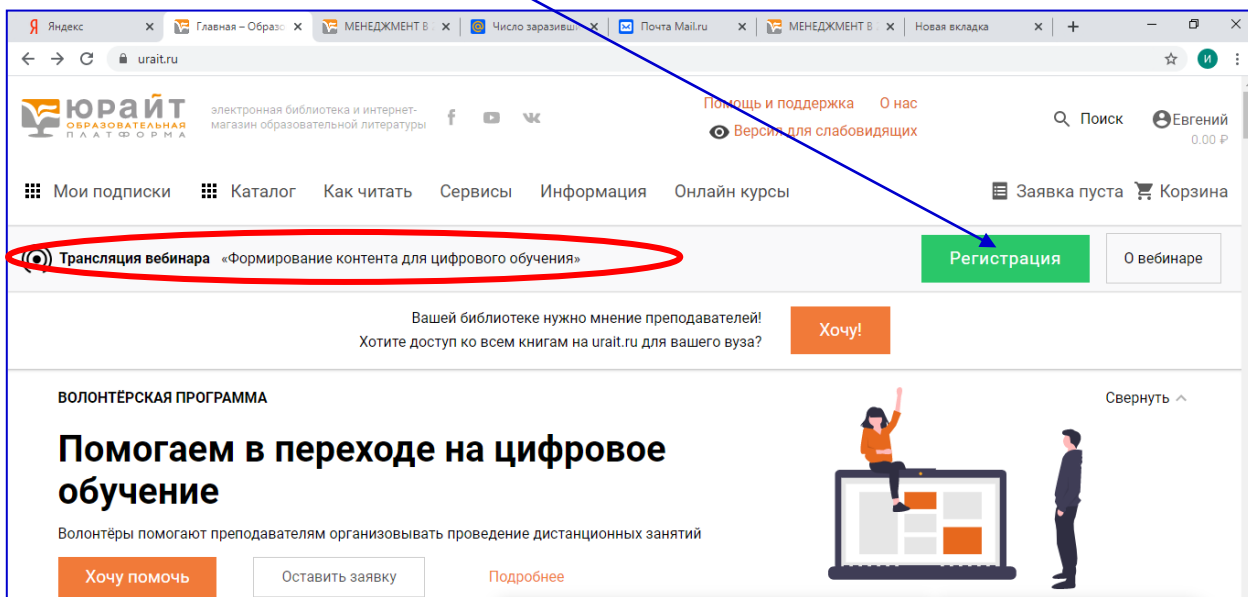 Яндекс
Главная – Образо
МЕНЕДЖМЕНТ В
Число заразивш
Почта Mail.ru
МЕНЕДЖМЕНТ В
Новая вкладка
urait.ru
И
юрайт
ОБРАЗОВАТЕЛЬНАЯ
ПЛАТФОРМА
электронная библиотека и интернет-
магазин образовательной литературы
Помощь и поддержка О нас
Версия для слабовидящих
Поиск
Евгений
0.00 ₽
Мои подписки Каталог Как читать Сервисы Информация Онлайн курсы Заявка пуста Корзина
Трансляция вебинара «Формирование контента для цифрового обучения» Регистрация О вебинаре
Вашей библиотеке нужно мнение преподавателей!
Хотите доступ ко всем книгам на urait.ru для вашего вуза?
Хочу!
ВОЛОНТЁРСКАЯ ПРОГРАММА
Свернуть
Помогаем в переходе на цифровое
обучение
Волонтёры помогают преподавателям организовывать проведение дистанционных занятий
Хочу помочь Оставить заявку Подробнее